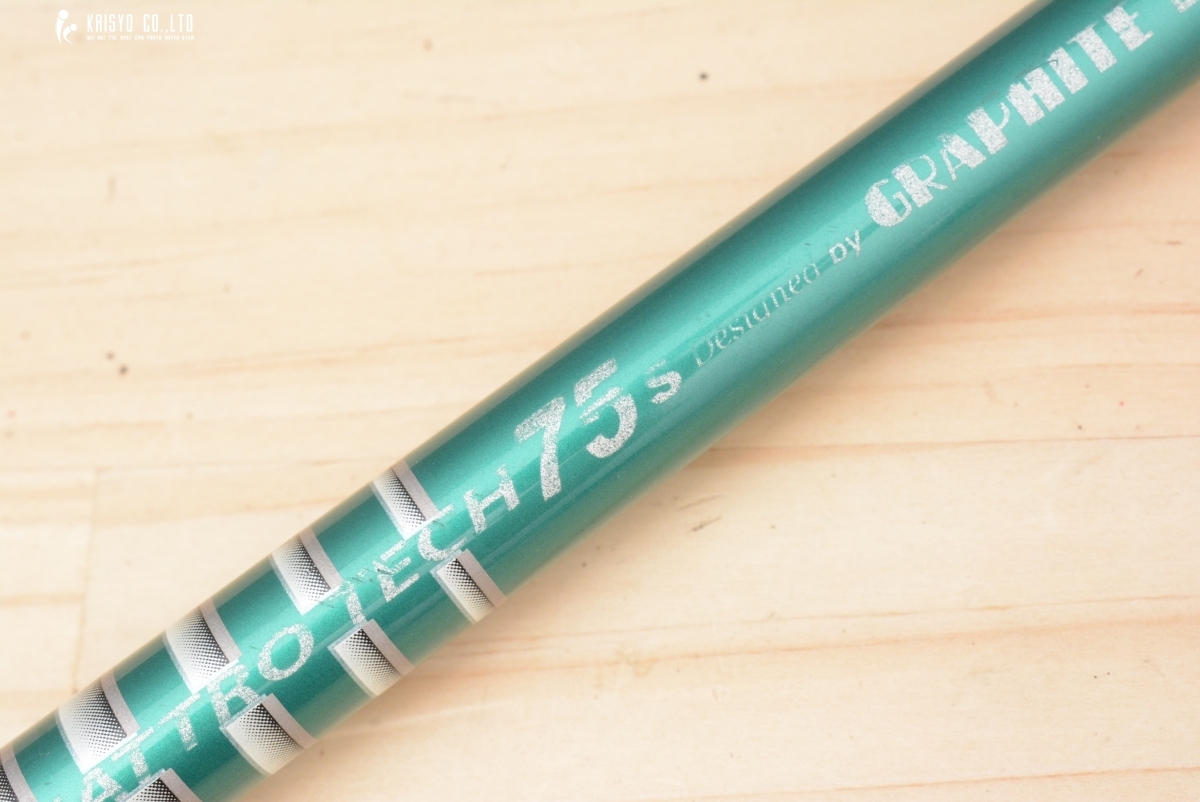 KAISYO CO.,LTD
ATTRO TECH 75 S Designed by GRAPHITE